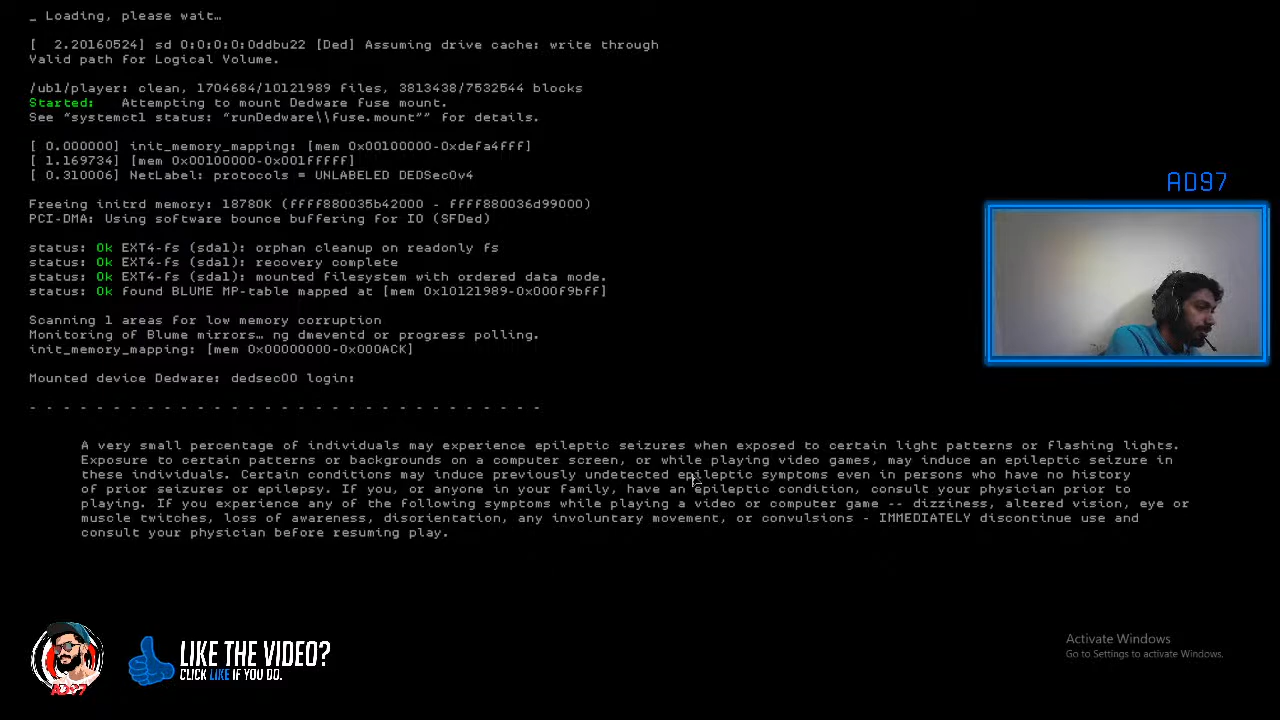 _ Loading, please wait…
[  2.20160524] sd 0:0:0:0:0ddbu22 [Ded] Assuming drive cache: write through
Valid path for Logical Volume.
/ubl/player: clean, 1704684/10121989 files, 3813438/7532544 blocks
Started:   Attempting to mount Dedware fuse mount.
See “systemctl status: “runDedware\\fuse.mount”” for details.
[ 0.000000] init_memory_mapping: [mem 0x00100000-0xdefa4fff]
[ 1.169734] [mem 0x00100000-0x001fffff]
[ 0.310006] NetLabel: protocols = UNLABELED DEDSec0v4
AD97
Freeing initrd memory: 18780K (ffff880035b42000 - ffff880036d99000)
PCI-DMA: Using software bounce buffering for IO (SFDed)
status: Ok EXT4-fs (sdal): orphan cleanup on readonly fs
status: Ok EXT4-fs (sdal): recovery complete
status: Ok EXT4-fs (sdal): mounted filesystem with ordered data mode.
status: Ok found BLUME MP-table mapped at [mem 0x10121989-0x000f9bff]
Scanning 1 areas for low memory corruption
Monitoring of Blume mirrors… ng dmeventd or progress polling.
init_memory_mapping: [mem 0x00000000-0x000ACK]
Mounted device Dedware: dedsec00 login:
- - - - - - - - - - - - - - - - - - - - - - - - - - - - - - -
A very small percentage of individuals may experience epileptic seizures when exposed to certain light patterns or flashing lights.
Exposure to certain patterns or backgrounds on a computer screen, or while playing video games, may induce an epileptic seizure in
these individuals. Certain conditions may induce previously undetected epileptic symptoms even in persons who have no history
of prior seizures or epilepsy. If you, or anyone in your family, have an epileptic condition, consult your physician prior to
playing. If you experience any of the following symptoms while playing a video or computer game -- dizziness, altered vision, eye or
muscle twitches, loss of awareness, disorientation, any involuntary movement, or convulsions - IMMEDIATELY discontinue use and
consult your physician before resuming play.
Activate Windows
Go to Settings to activate Windows.
LIKE THE VIDEO?
CLICK LIKE IF YOU DO.
AD97